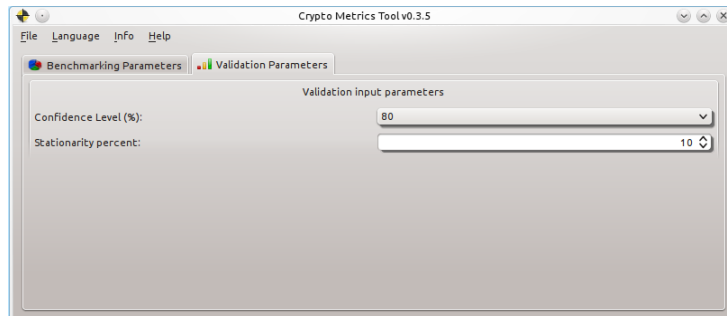 Crypto Metrics Tool v0.3.5
File Language Info Help
Benchmarking Parameters Validation Parameters
Validation input parameters
Confidence Level (%): 80
Stationarity percent: 10